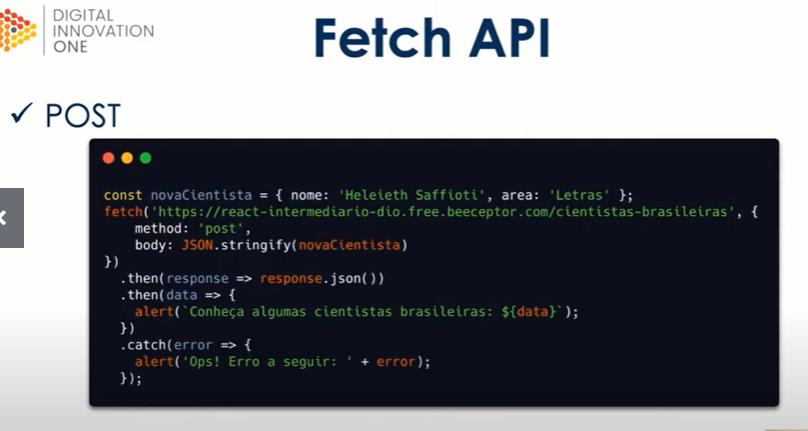 DIGITAL
INNOVATION
ONE
Fetch API
✓ POST
const novaCientista = { nome: 'Heleieth Saffioti', area: 'Letras' };
fetch('https://react-intermediario-dio.free.beeceptor.com/cientistas-brasileiras', {
    method: 'post',
    body: JSON.stringify(novaCientista)
})
  .then(response => response.json())
  .then(data => {
    alert(`Conheça algumas cientistas brasileiras: ${data}`);
  })
  .catch(error => {
    alert('Ops! Erro a seguir: ' + error);
  });